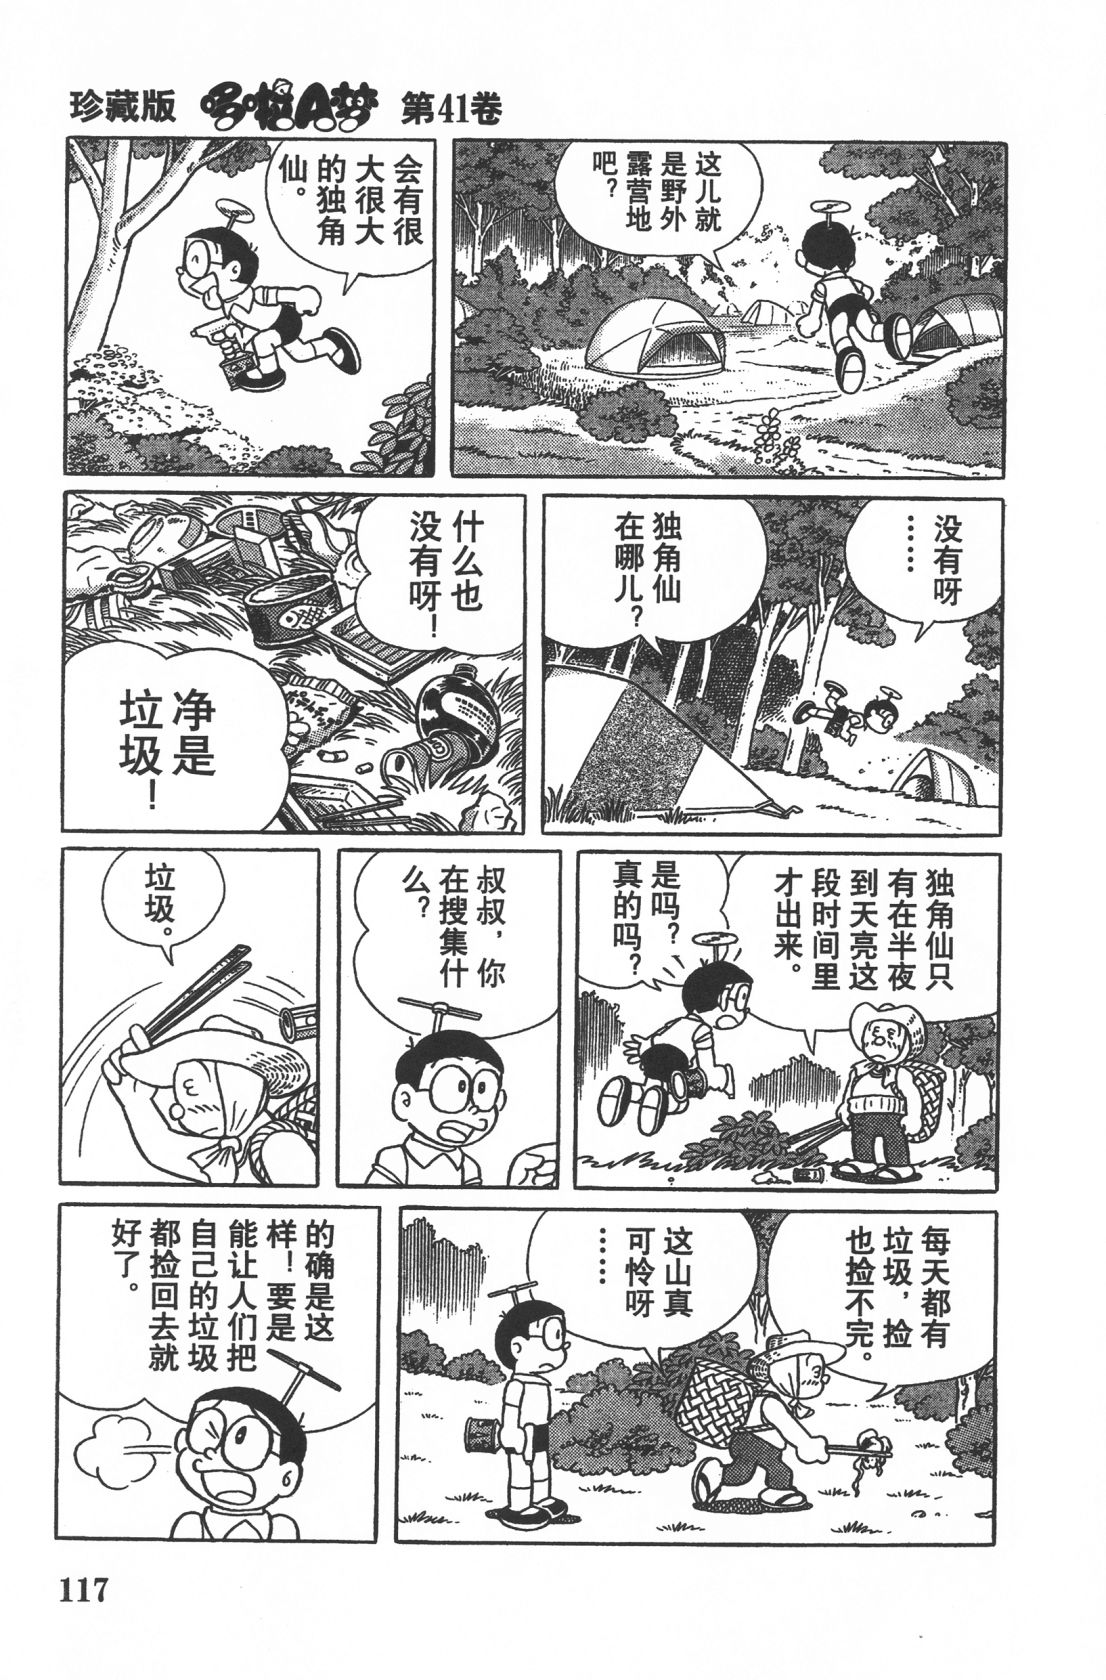 珍藏版 哆啦A梦 第41卷
这儿就
是野外
露营地
吧？
会有很
大很大
的独角
仙。
没有呀
……
独角仙
在哪儿？
什么也
没有呀！
净是
垃圾！
独角仙只
有在半夜
到天亮这
段时间里
才出来。
是吗？
真的吗？
叔叔，你
在搜集什
么？
垃圾。
每天都有
垃圾，捡
也捡不完。
这山真
可怜呀
……
的确是这
样！要是
能让人们把
自己的垃圾
都捡回去就
好了。
117